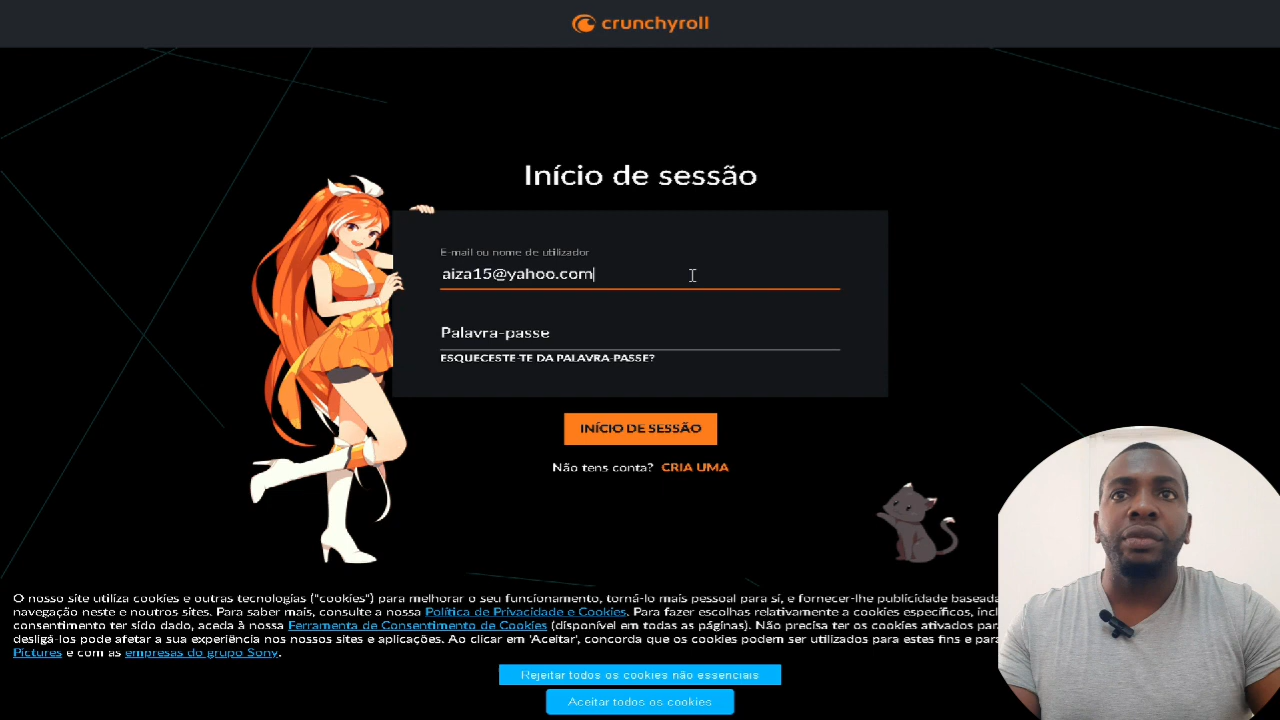 crunchyroll
Início de sessão
E-mail ou nome de utilizador
aiza15@yahoo.com
Palavra-passe
ESQUECESTE-TE DA PALAVRA-PASSE?
INÍCIO DE SESSÃO
Não tens conta? CRIA UMA
O nosso site utiliza cookies e outras tecnologias ("cookies") para melhorar o seu funcionamento, torná-lo mais pessoal para si, e fornecer-lhe publicidade baseada
navegação neste e noutros sites. Para saber mais, consulte a nossa Política de Privacidade e Cookies. Para fazer escolhas relativamente a cookies específicos, incl
consentimento ter sido dado, aceda à nossa Ferramenta de Consentimento de Cookies (disponível em todas as páginas). Não precisa ter os cookies ativados para
desligá-los pode afetar a sua experiência nos nossos sites e aplicações. Ao clicar em 'Aceitar', concorda que os cookies podem ser utilizados para estes fins e para
Pictures e com as empresas do grupo Sony.
Rejeitar todos os cookies não essenciais
Aceitar todos os cookies